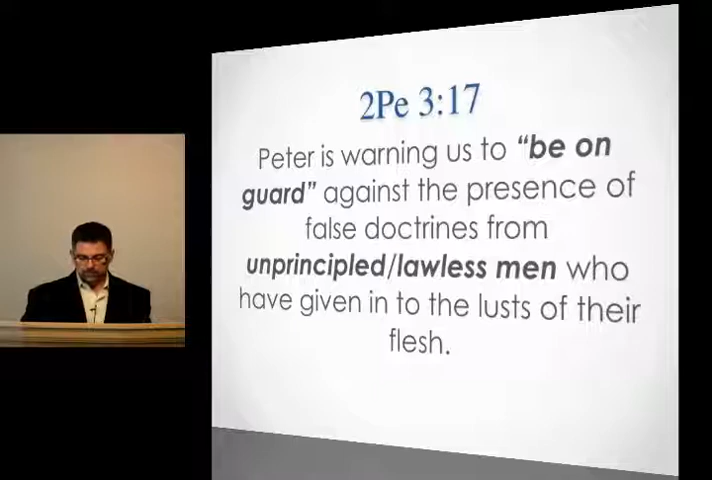 2Pe 3:17
Peter is warning us to “be on
guard” against the presence of
false doctrines from
unprincipled/lawless men who
have given in to the lusts of their
flesh.